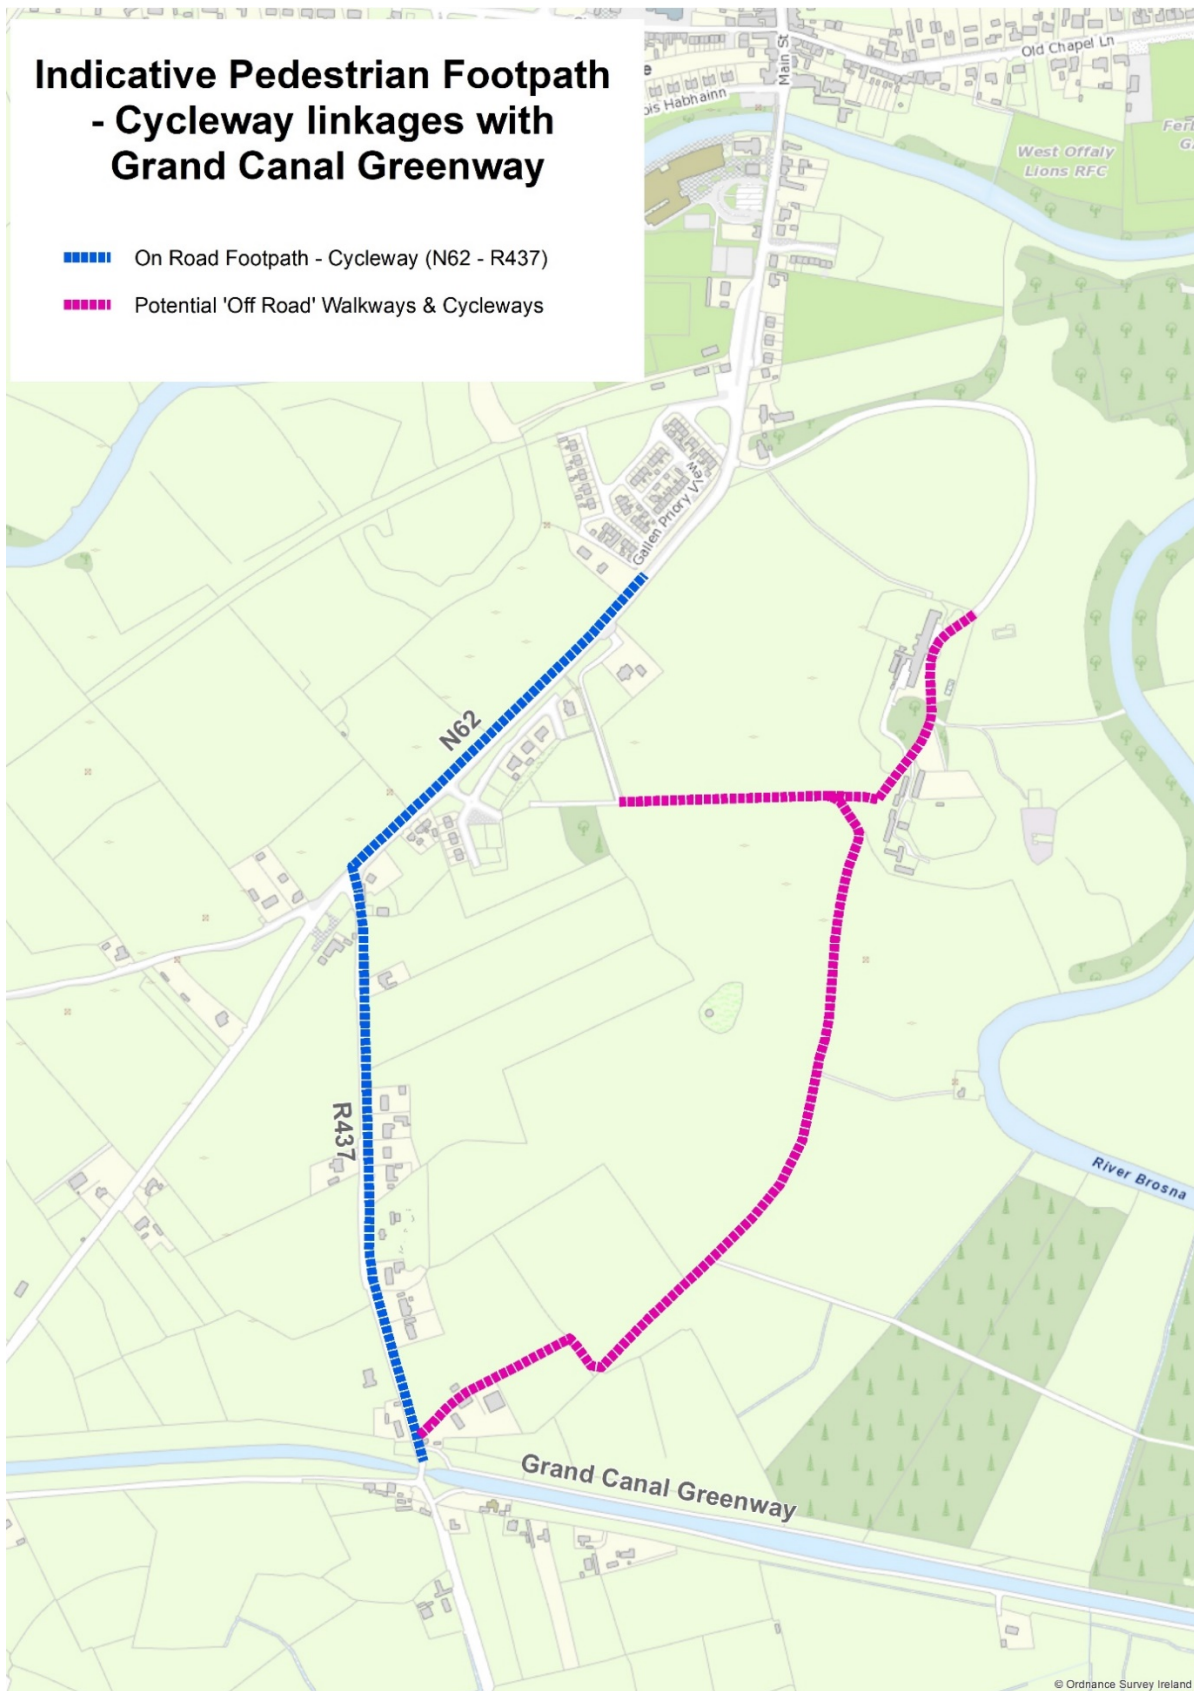 Indicative Pedestrian Footpath
- Cycleway linkages with
Grand Canal Greenway
On Road Footpath - Cycleway (N62 - R437)
Potential 'Off Road' Walkways & Cycleways
Main St
Old Chapel Ln
West Offaly
Lions RFC
Gallen Priory View
N62
R437
River Brosna
Grand Canal Greenway
© Ordnance Survey Ireland